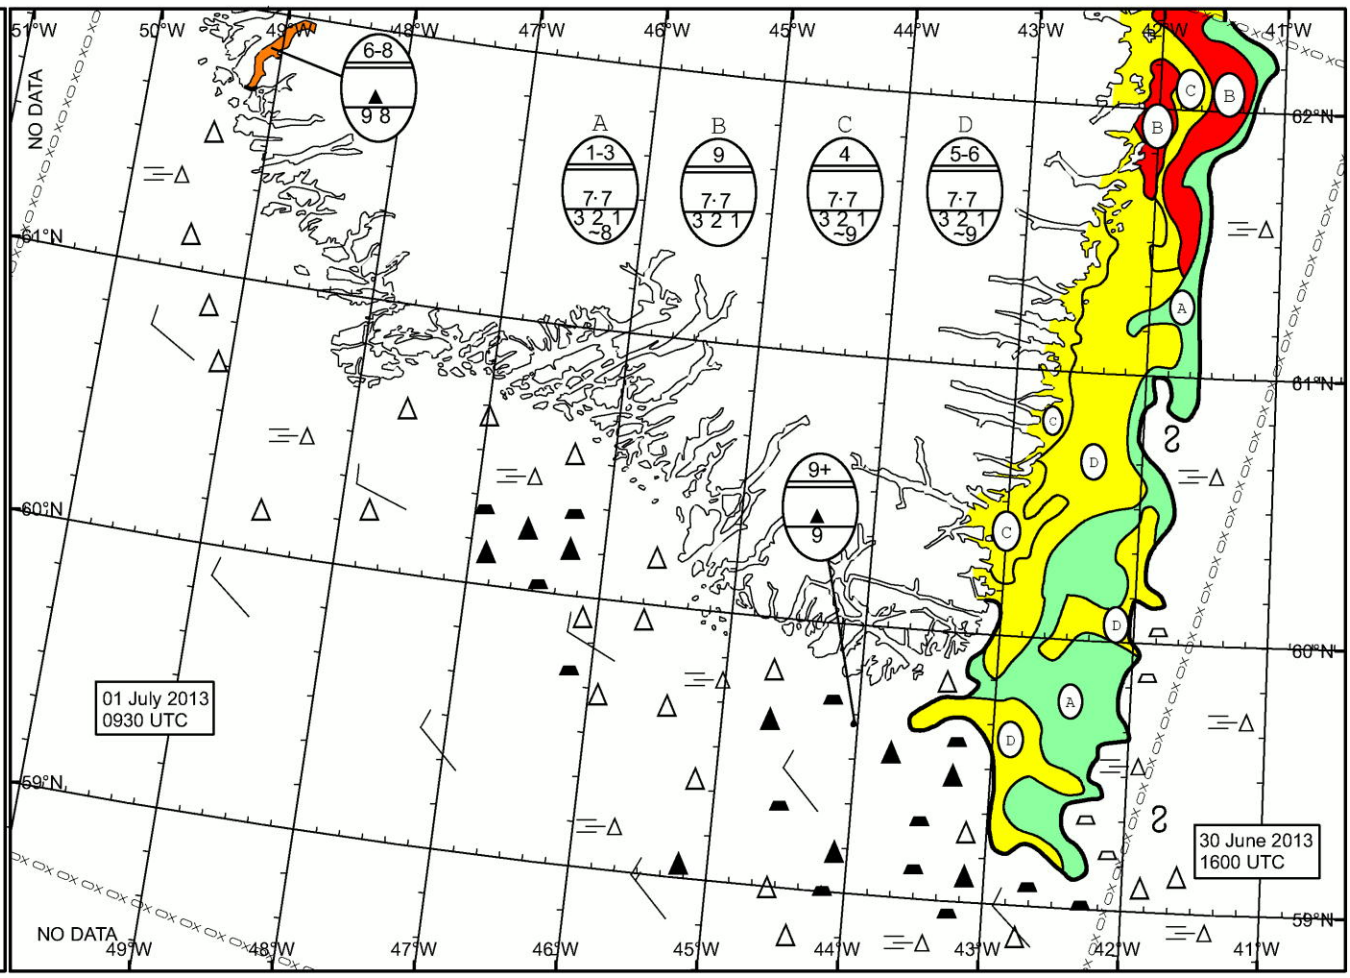 51°W 50°W 49°W 48°W 47°W 46°W 45°W 44°W 43°W 42°W 41°W
NO DATA
6-8
9 8
62°N
A B C D
1-3 9 4 5-6
7·7 7·7 7·7 7·7
3 2 1 3 2 1 3 2 1 3 2 1
~8 ~9 ~9
C
B
B
61°N
A
61°N
C
D
9+
9
60°N
C
D
60°N
A
D
01 July 2013
0930 UTC
59°N
30 June 2013
1600 UTC
59°N
NO DATA
49°W 48°W 47°W 46°W 45°W 44°W 43°W 42°W 41°W